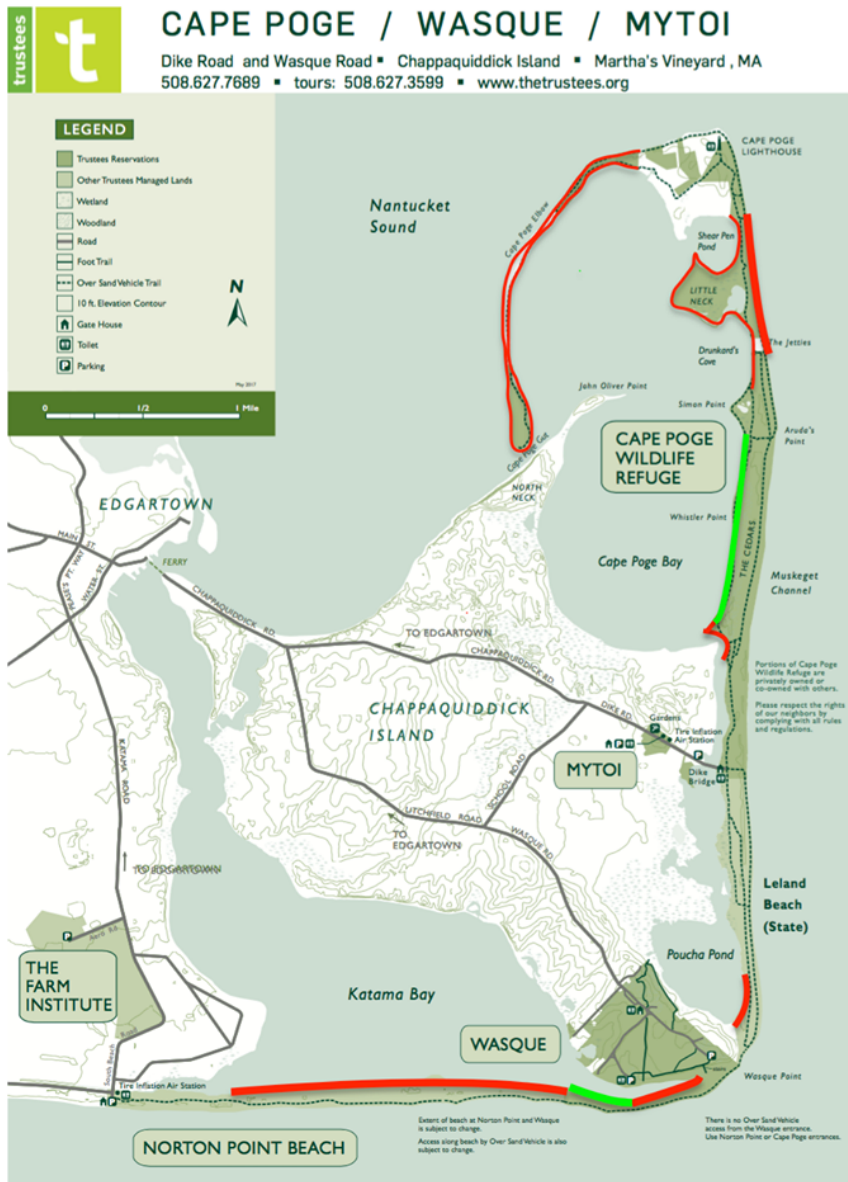 trustees
t
CAPE POGE / WASQUE / MYTOI
Dike Road and Wasque Road ▪ Chappaquiddick Island ▪ Martha's Vineyard , MA
508.627.7689 ▪ tours: 508.627.3599 ▪ www.thetrustees.org
LEGEND
Trustees Reservations
Other Trustees Managed Lands
Wetland
Woodland
Road
Foot Trail
Over Sand Vehicle Trail
10 ft. Elevation Contour
Gate House
Toilet
Parking
N
May 2017
0 1/2 1 Mile
Nantucket
Sound
CAPE POGE
LIGHTHOUSE
Cape Poge Elbow
Shear Pen
Pond
LITTLE
NECK
The Jetties
Drunkard's
Cove
John Oliver Point
Simon Point
Aruda's
Point
Cape Poge Gut
CAPE POGE
WILDLIFE
REFUGE
NORTH
NECK
EDGARTOWN
Whistler Point
THE CEDARS
Cape Poge Bay
Muskeget
Channel
MAIN ST.
PEASE'S PT. WAY
WATER ST.
FERRY
CHAPPAQUIDDICK RD.
TO EDGARTOWN
CHAPPAQUIDDICK RD.
Portions of Cape Poge
Wildlife Refuge are
privately owned or
co-owned with others.
Please respect the rights
of our neighbors by
complying with all rules
and regulations.
CHAPPAQUIDDICK
ISLAND
DIKE RD.
Gardens
P
Tire Inflation
Air Station
P
P
MYTOI
Dike
Bridge
KATAMA ROAD
SCHOOL ROAD
LITCHFIELD ROAD
TO
EDGARTOWN
WASQUE RD.
TO EDGARTOWN
Leland
Beach
(State)
P
Aero Av.
Poucha Pond
THE
FARM
INSTITUTE
Katama Bay
WASQUE
P
P
South Beach Road
Wasque Point
Tire Inflation Air Station
P
NORTON POINT BEACH
Extent of beach at Norton Point and Wasque
is subject to change.
Access along beach by Over Sand Vehicle is also
subject to change.
There is no Over Sand Vehicle
access from the Wasque entrance.
Use Norton Point or Cape Poge entrances.